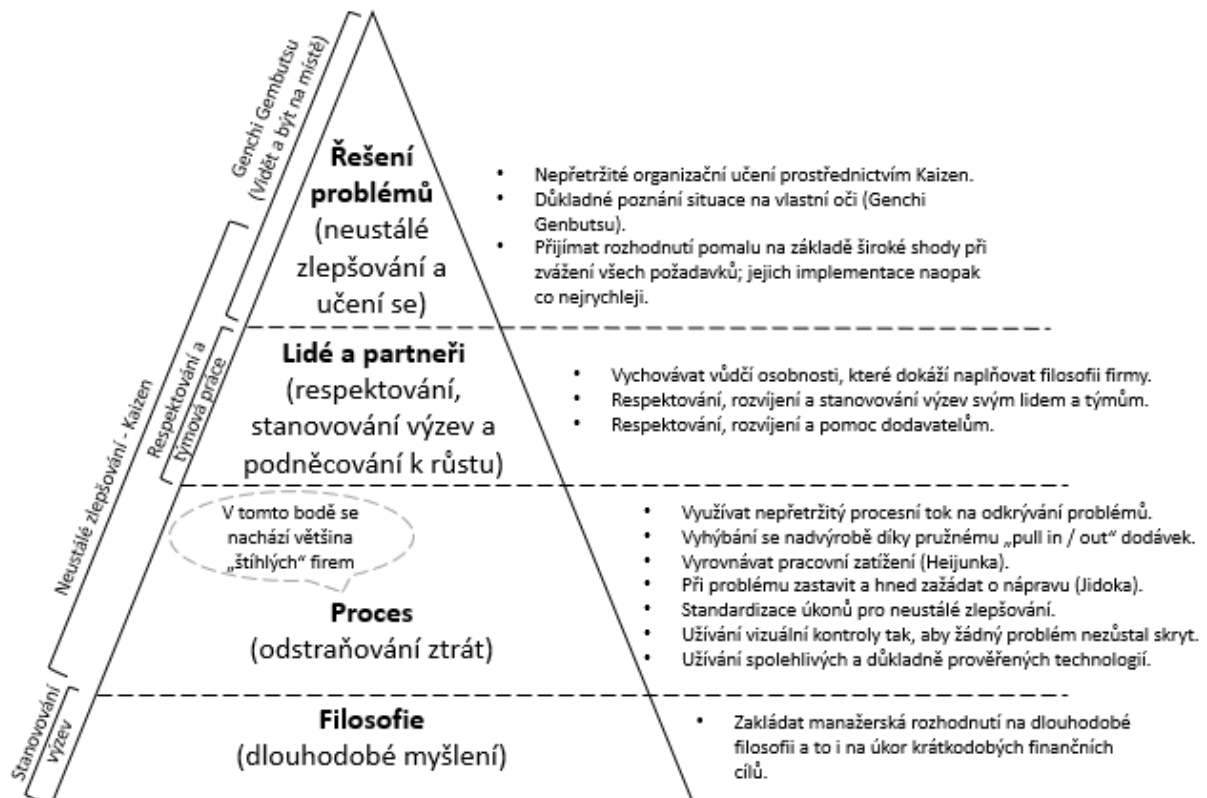 Genchi Gembutsu
(Vidět a být na místě)
Neustálé zlepšování - Kaizen
Respektování a
týmová práce
Stanovování
výzev
Řešení
problémů
(neustálé
zlepšování a
učení se)
• Nepřetržité organizační učení prostřednictvím Kaizen.
• Důkladné poznání situace na vlastní oči (Genchi
Genbutsu).
• Přijímat rozhodnutí pomalu na základě široké shody při
zvážení všech požadavků; jejich implementace naopak
co nejrychleji.
Lidé a partneři
(respektování,
stanovování výzev a
podněcování k růstu)
• Vychovávat vůdčí osobnosti, které dokáží naplňovat filosofii firmy.
• Respektování, rozvíjení a stanovování výzev svým lidem a týmům.
• Respektování, rozvíjení a pomoc dodavatelům.
V tomto bodě se
nachází většina
„štíhlých“ firem
Proces
(odstraňování ztrát)
• Využívat nepřetržitý procesní tok na odkrývání problémů.
• Vyhýbání se nadvýrobě díky pružnému „pull in / out“ dodávek.
• Vyrovnávat pracovní zatížení (Heijunka).
• Při problému zastavit a hned zažádat o nápravu (Jidoka).
• Standardizace úkonů pro neustálé zlepšování.
• Užívání vizuální kontroly tak, aby žádný problém nezůstal skryt.
• Užívání spolehlivých a důkladně prověřených technologií.
Filosofie
(dlouhodobé myšlení)
• Zakládat manažerská rozhodnutí na dlouhodobé
filosofii a to i na úkor krátkodobých finančních
cílů.